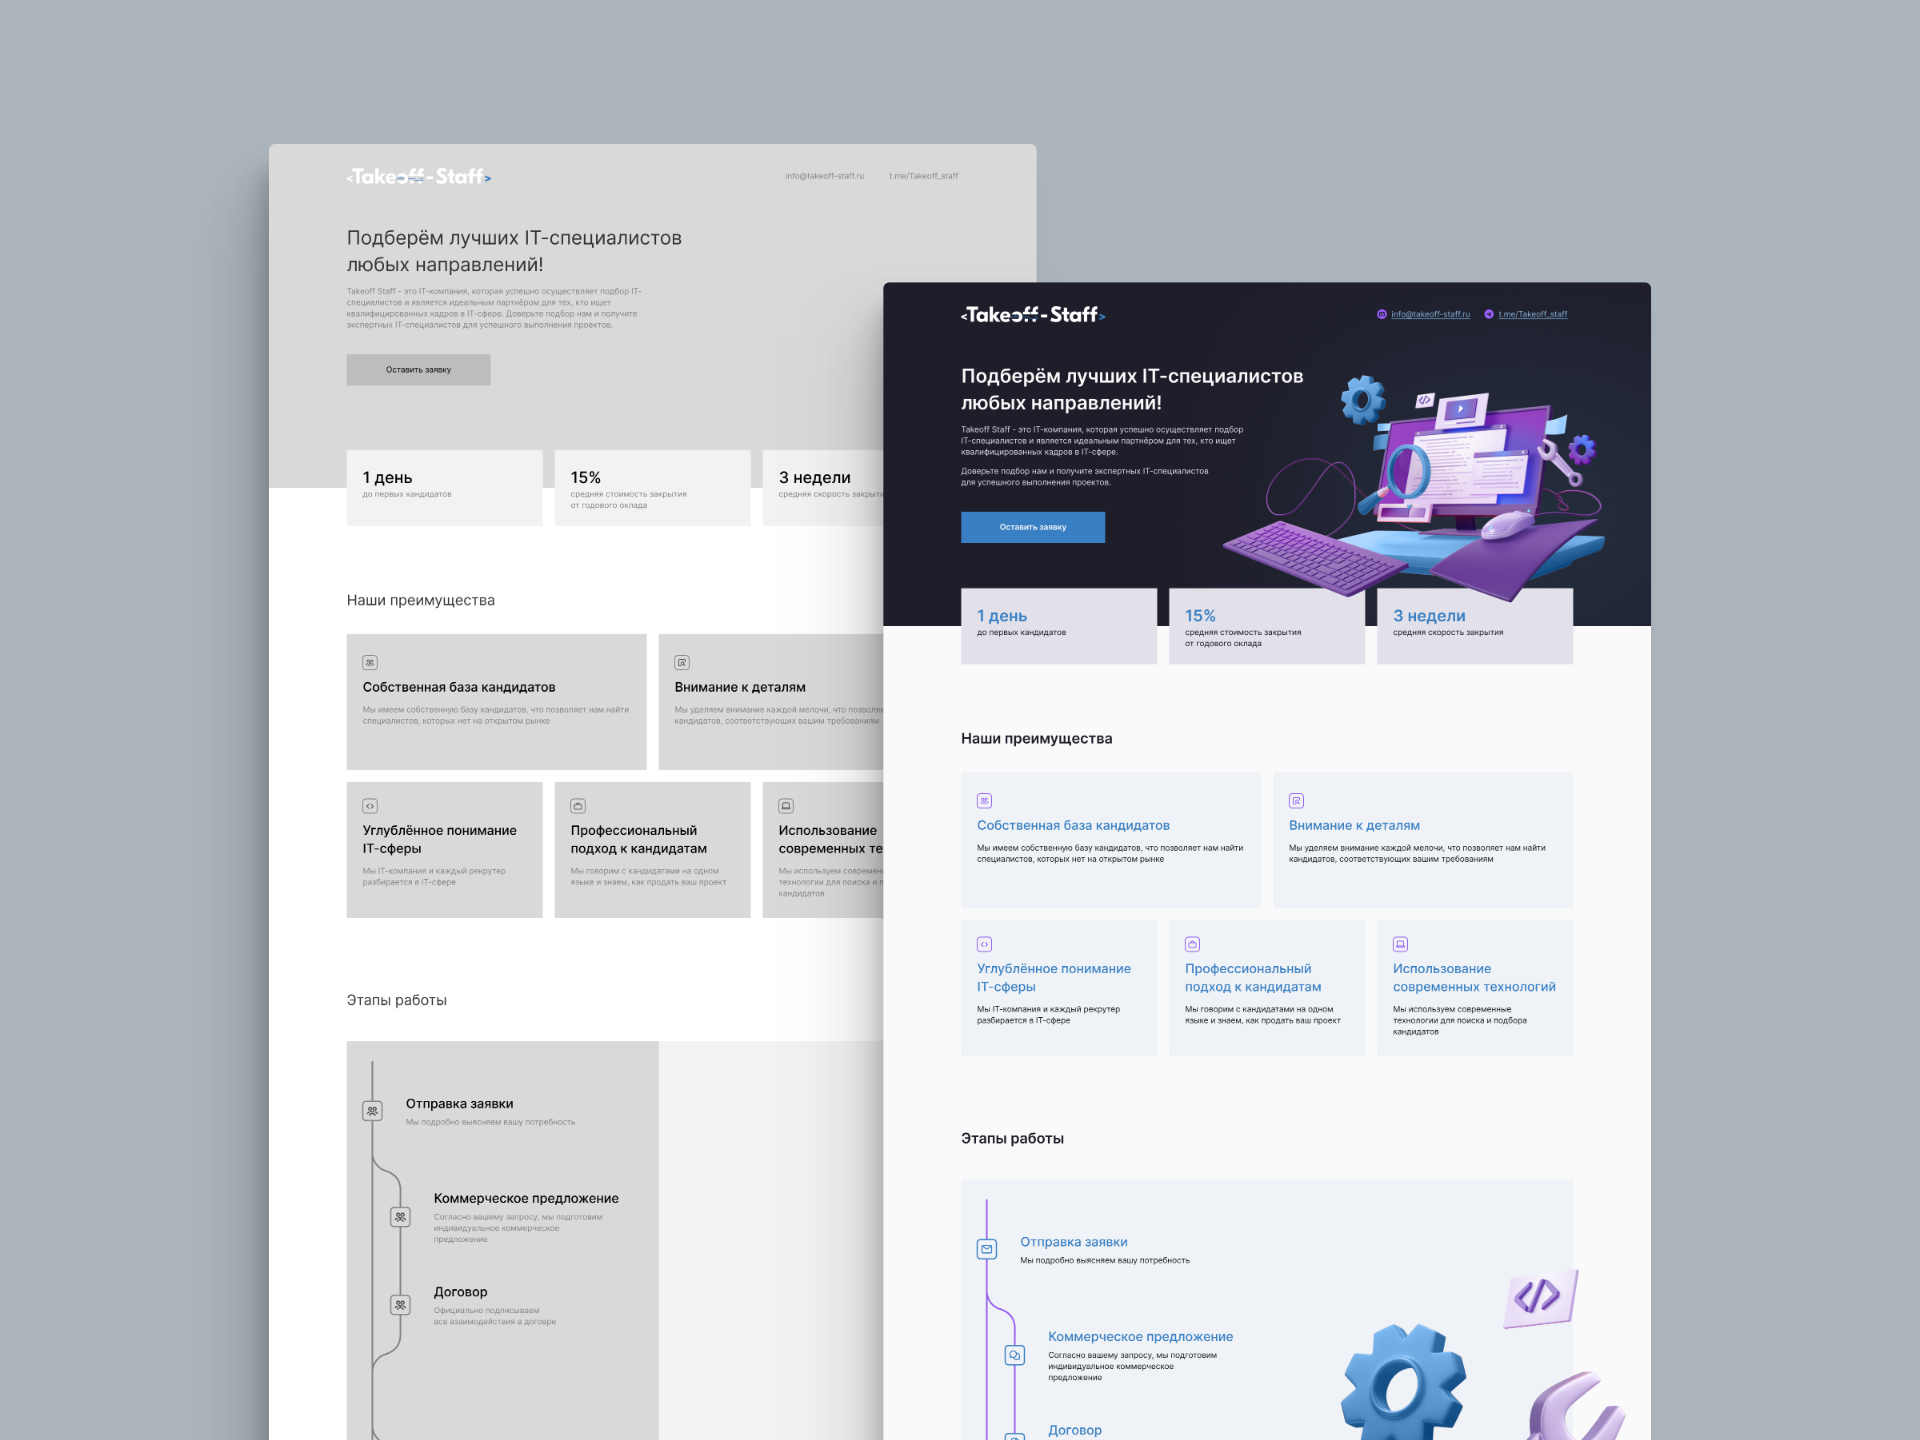 <Takeoff-Staff>
info@takeoff-staff.ru
t.me/Takeoff_staff
Подберём лучших IT-специалистов
любых направлений!
Takeoff Staff - это IT-компания, которая успешно осуществляет подбор IT-
специалистов и является идеальным партнёром для тех, кто ищет
квалифицированных кадров в IT-сфере. Доверьте подбор нам и получите
экспертных IT-специалистов для успешного выполнения проектов.
Оставить заявку
1 день
до первых кандидатов
15%
средняя стоимость закрытия
от годового оклада
3 недели
средняя скорость закрыти
Наши преимущества
Собственная база кандидатов
Мы имеем собственную базу кандидатов, что позволяет нам найти
специалистов, которых нет на открытом рынке
Внимание к деталям
Мы уделяем внимание каждой мелочи, что позволяе
кандидатов, соответствующих вашим требованиям
Углублённое понимание
IT-сферы
Мы IT-компания и каждый рекрутер
разбирается в IT-сфере
Профессиональный
подход к кандидатам
Мы говорим с кандидатами на одном
языке и знаем, как продать ваш проект
Использование
современных те
Мы используем современ
технологии для поиска и п
кандидатов
Этапы работы
Отправка заявки
Мы подробно выясняем вашу потребность
Коммерческое предложение
Согласно вашему запросу, мы подготовим
индивидуальное коммерческое
предложение
Договор
Официально подписываем
все взаимодействия в договре
<Takeoff-Staff>
info@takeoff-staff.ru
t.me/Takeoff_staff
Подберём лучших IT-специалистов
любых направлений!
Takeoff Staff - это IT-компания, которая успешно осуществляет подбор
IT-специалистов и является идеальным партнёром для тех, кто ищет
квалифицированных кадров в IT-сфере.
Доверьте подбор нам и получите экспертных IT-специалистов
для успешного выполнения проектов.
Оставить заявку
1 день
до первых кандидатов
15%
средняя стоимость закрытия
от годового оклада
3 недели
средняя скорость закрытия
Наши преимущества
Собственная база кандидатов
Мы имеем собственную базу кандидатов, что позволяет нам найти
специалистов, которых нет на открытом рынке
Внимание к деталям
Мы уделяем внимание каждой мелочи, что позволяет нам найти
кандидатов, соответствующих вашим требованиям
Углублённое понимание
IT-сферы
Мы IT-компания и каждый рекрутер
разбирается в IT-сфере
Профессиональный
подход к кандидатам
Мы говорим с кандидатами на одном
языке и знаем, как продать ваш проект
Использование
современных технологий
Мы используем современные
технологии для поиска и подбора
кандидатов
Этапы работы
Отправка заявки
Мы подробно выясняем вашу потребность
Коммерческое предложение
Согласно вашему запросу, мы подготовим
индивидуальное коммерческое
предложение
Договор